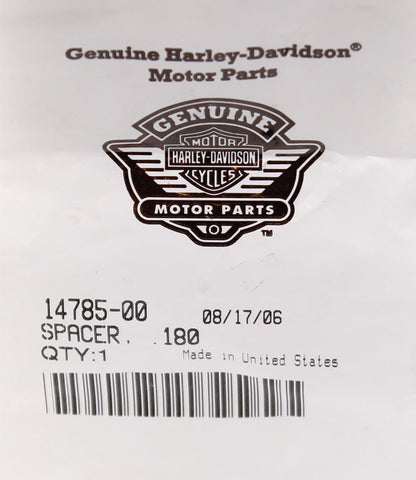 Genuine Harley-Davidson®
Motor Parts
GENUINE
MOTOR
HARLEY-DAVIDSON
CYCLES
MOTOR PARTS
TM
14785-00 08/17/06
SPACER, .180
QTY:1 Made in United States